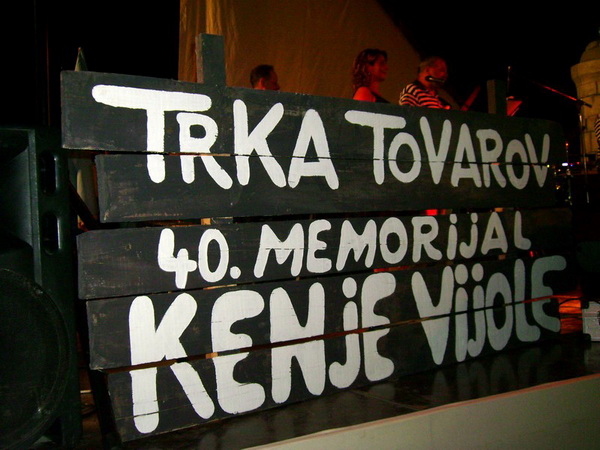 TRKA TOVAROV
40. MEMORIJAL
KENJE VIJOLE